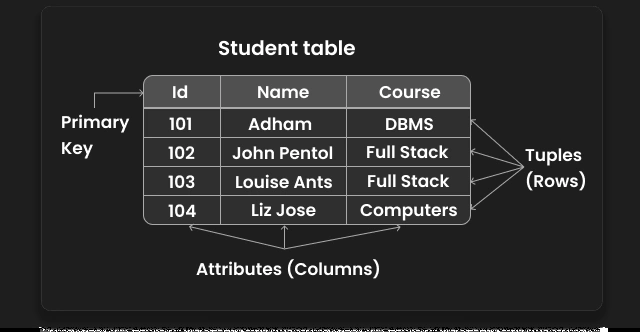 Student table
Id Name Course
101 Adham DBMS
102 John Pentol Full Stack
103 Louise Ants Full Stack
104 Liz Jose Computers
Primary
Key
Tuples
(Rows)
Attributes (Columns)